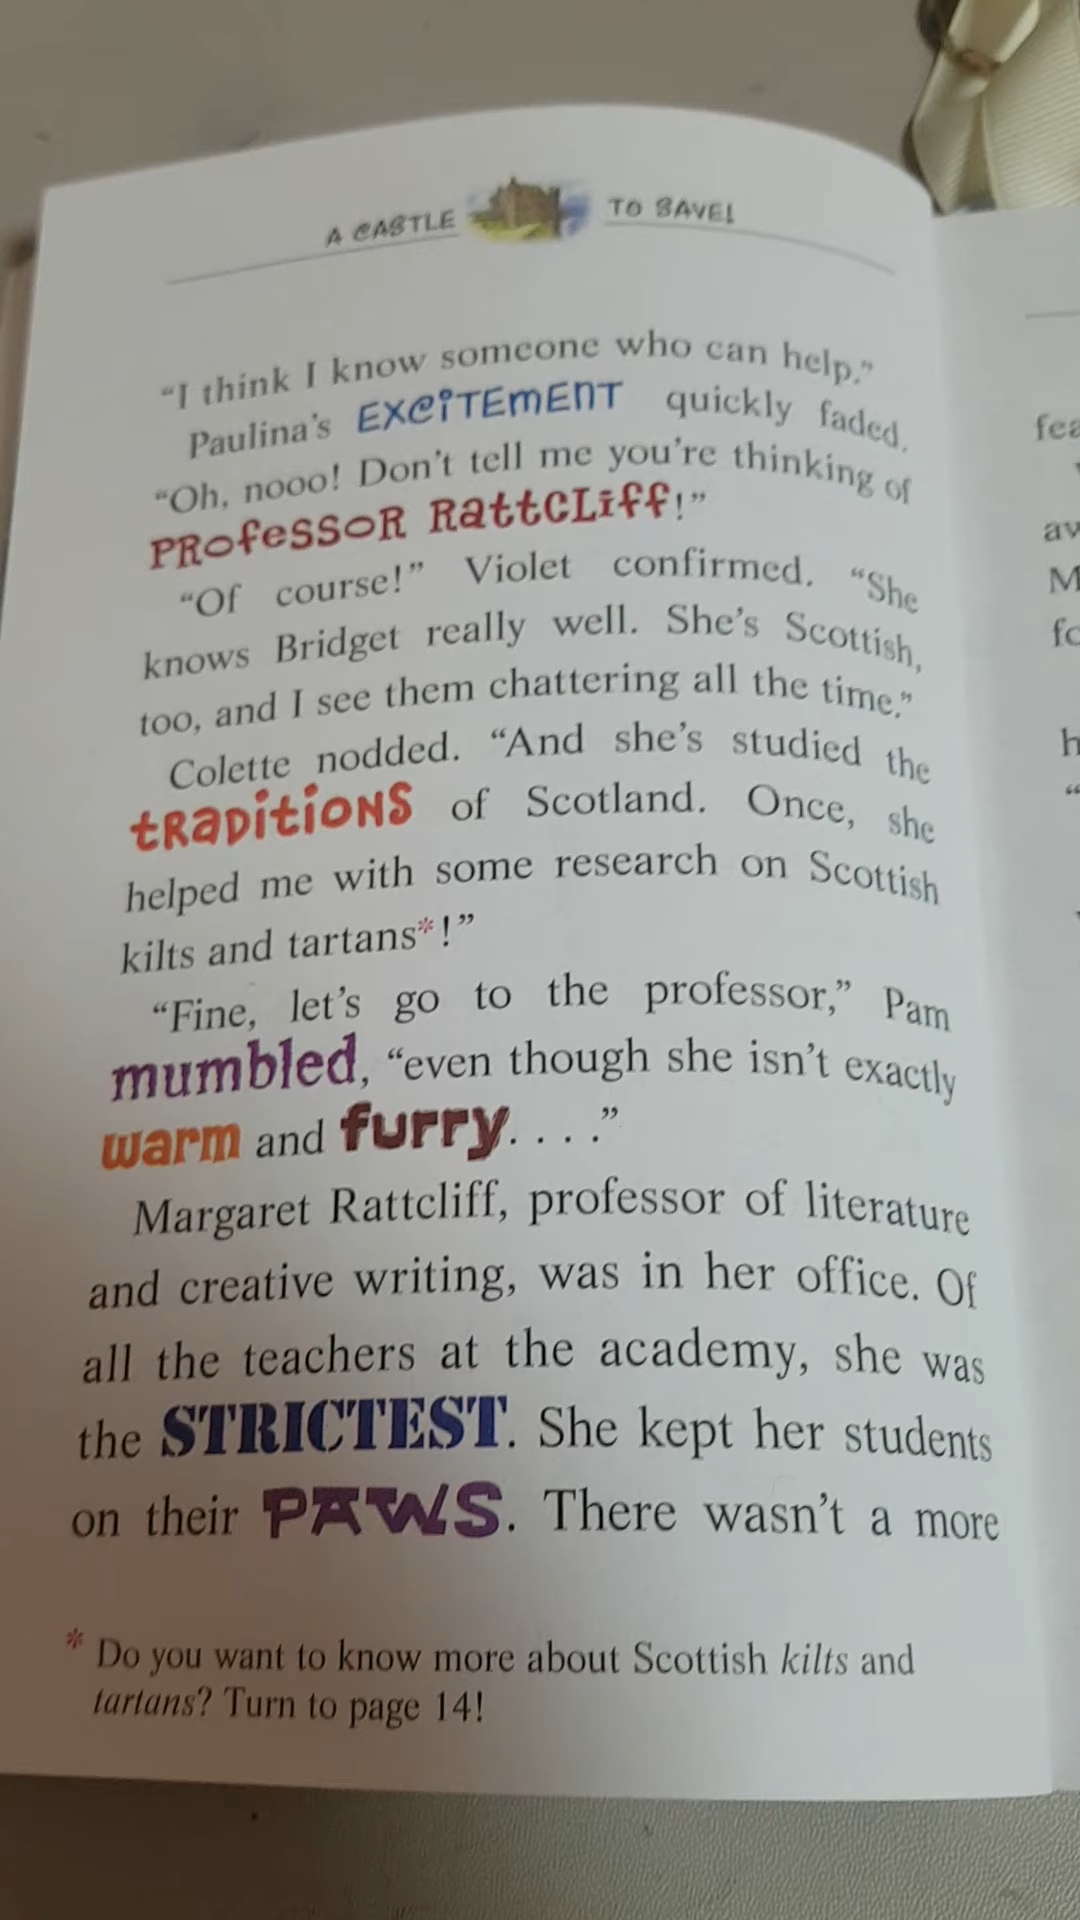 A CASTLE TO SAVE!
“I think I know someone who can help.”
Paulina’s EXCITEMENT quickly faded.
“Oh, nooo! Don’t tell me you’re thinking of
PROFESSOR RATTCLIFF!”
“Of course!” Violet confirmed. “She
knows Bridget really well. She’s Scottish,
too, and I see them chattering all the time.”
Colette nodded. “And she’s studied the
TRADITIONS of Scotland. Once, she
helped me with some research on Scottish
kilts and tartans*!”
“Fine, let’s go to the professor,” Pam
mumbled, “even though she isn’t exactly
warm and furry. . . .”
Margaret Rattcliff, professor of literature
and creative writing, was in her office. Of
all the teachers at the academy, she was
the STRICTEST. She kept her students
on their PAWS. There wasn’t a more
* Do you want to know more about Scottish kilts and
tartans? Turn to page 14!